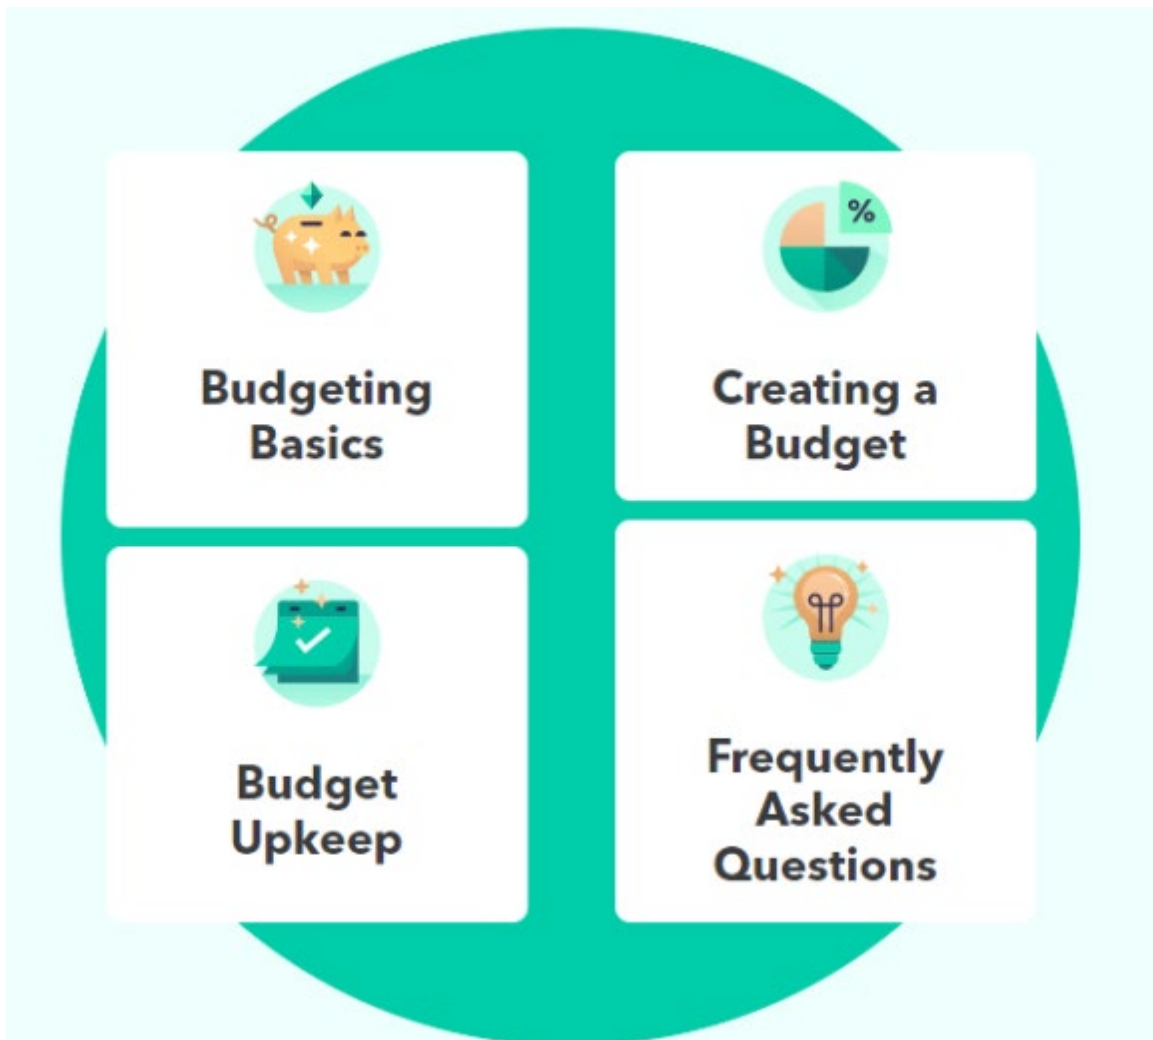 Budgeting
Basics
%
Creating a
Budget
Budget
Upkeep
Frequently
Asked
Questions